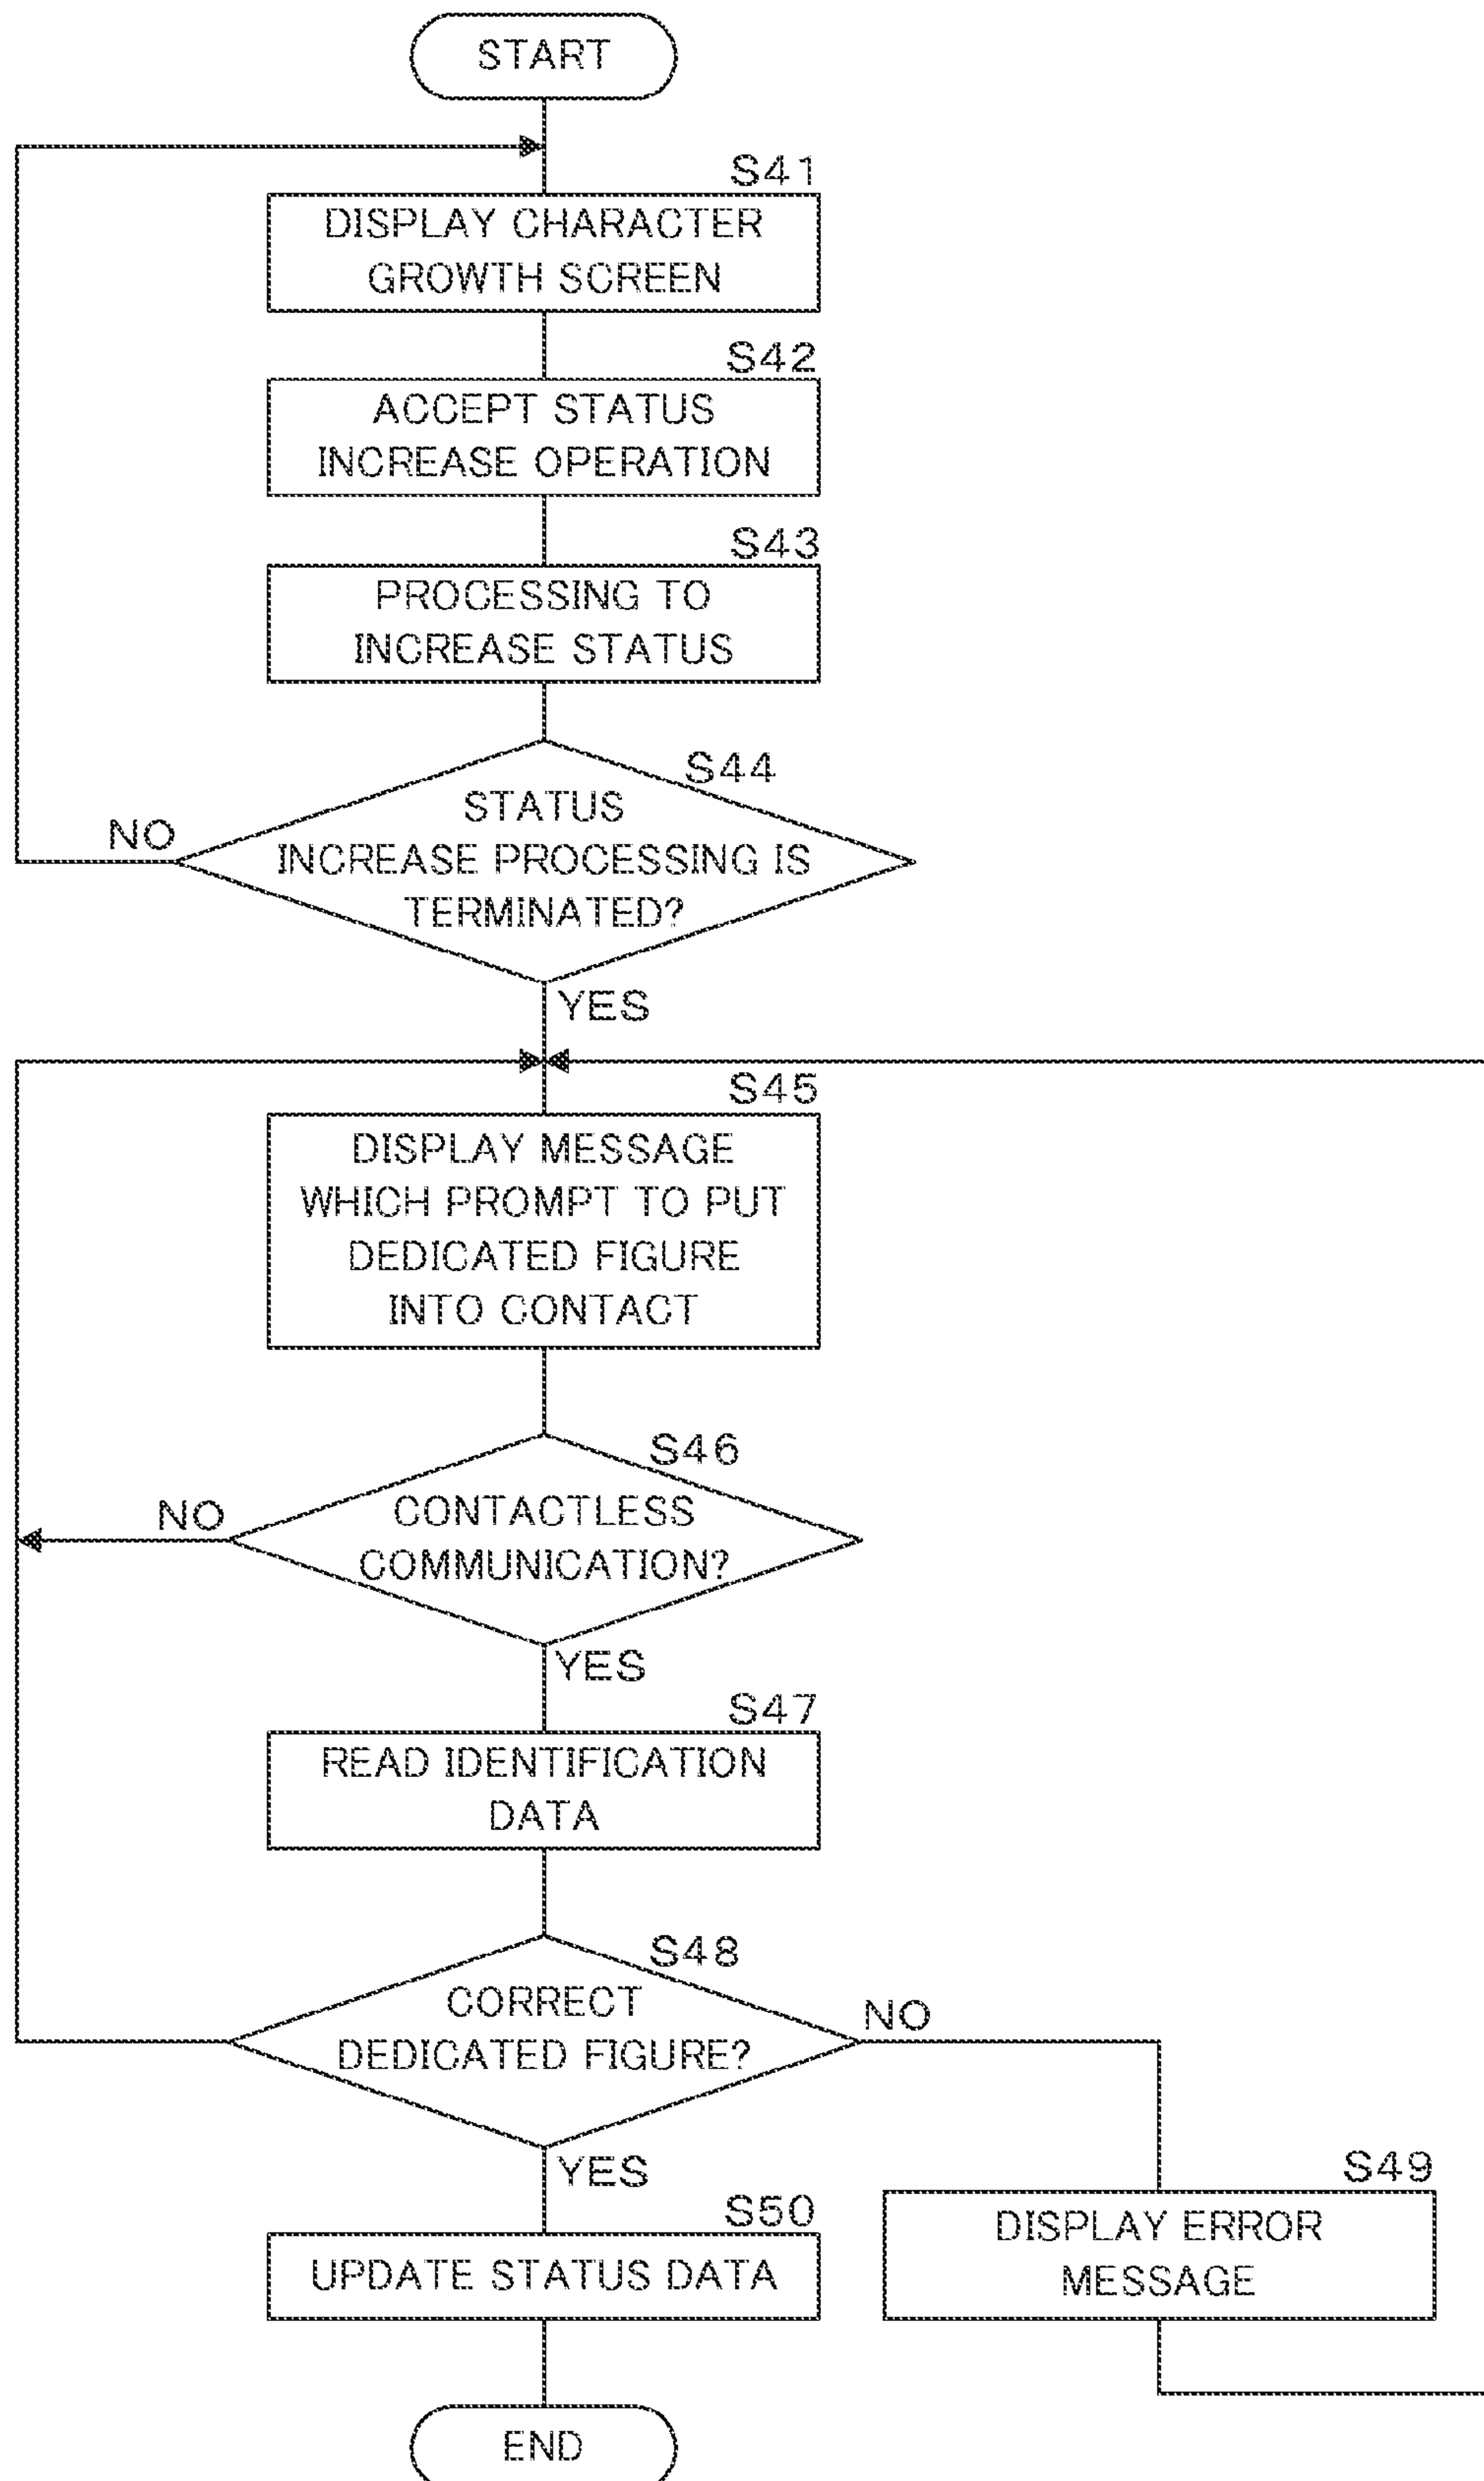 START
S41
DISPLAY CHARACTER
GROWTH SCREEN
S42
ACCEPT STATUS
INCREASE OPERATION
S43
PROCESSING TO
INCREASE STATUS
S44
STATUS
INCREASE PROCESSING IS
TERMINATED?
NO
YES
S45
DISPLAY MESSAGE
WHICH PROMPT TO PUT
DEDICATED FIGURE
INTO CONTACT
S46
CONTACTLESS
COMMUNICATION?
NO
YES
S47
READ IDENTIFICATION
DATA
S48
CORRECT
DEDICATED FIGURE?
NO
YES
S49
DISPLAY ERROR
MESSAGE
S50
UPDATE STATUS DATA
END